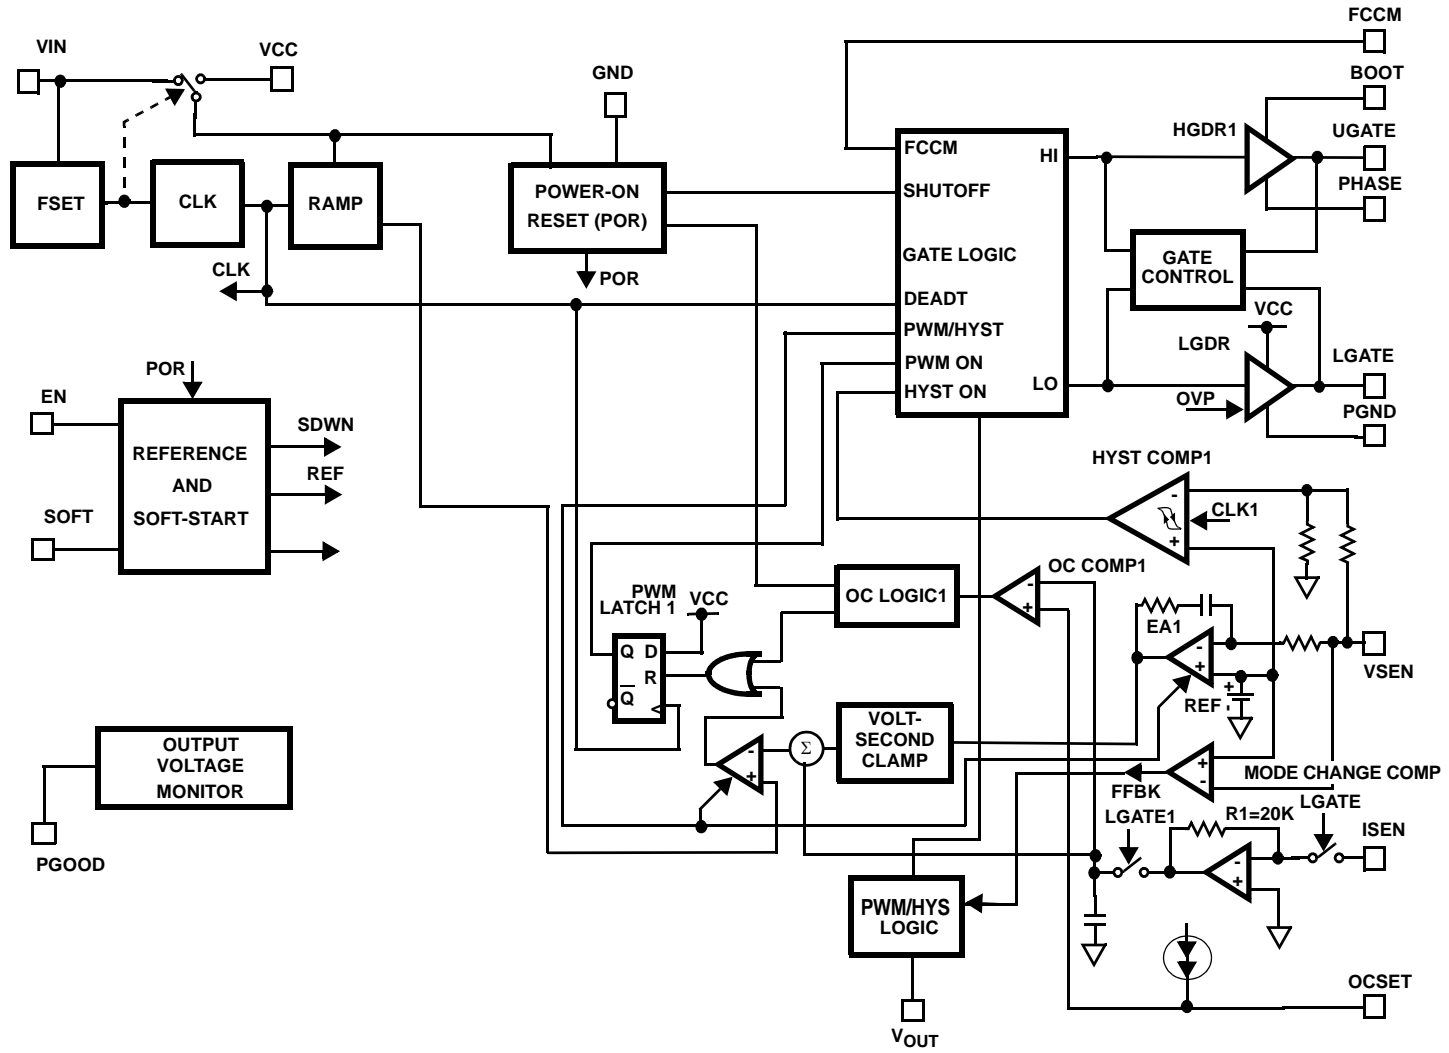 FCCM
VIN
VCC
GND
BOOT
HGDR1
UGATE
FCCM
HI
PHASE
FSET
CLK
RAMP
POWER-ON
RESET (POR)
SHUTOFF
GATE LOGIC
GATE
CONTROL
CLK
POR
DEADT
VCC
PWM/HYST
LGDR
LGATE
PWM ON
POR
HYST ON
LO
OVP
PGND
EN
SDWN
REFERENCE
AND
SOFT-START
REF
SOFT
HYST COMP1
-
CLK1
+
OC COMP1
PWM
LATCH 1
VCC
OC LOGIC1
-
+
EA1
Q
D
R
Q
<
-
+
VSEN
+
REF
-
VOLT-
SECOND
CLAMP
Σ
-
+
OUTPUT
VOLTAGE
MONITOR
+
-
MODE CHANGE COMP
FFBK
LGATE1
R1=20K
LGATE
ISEN
-
+
PGOOD
PWM/HYS
LOGIC
OCSET
VOUT